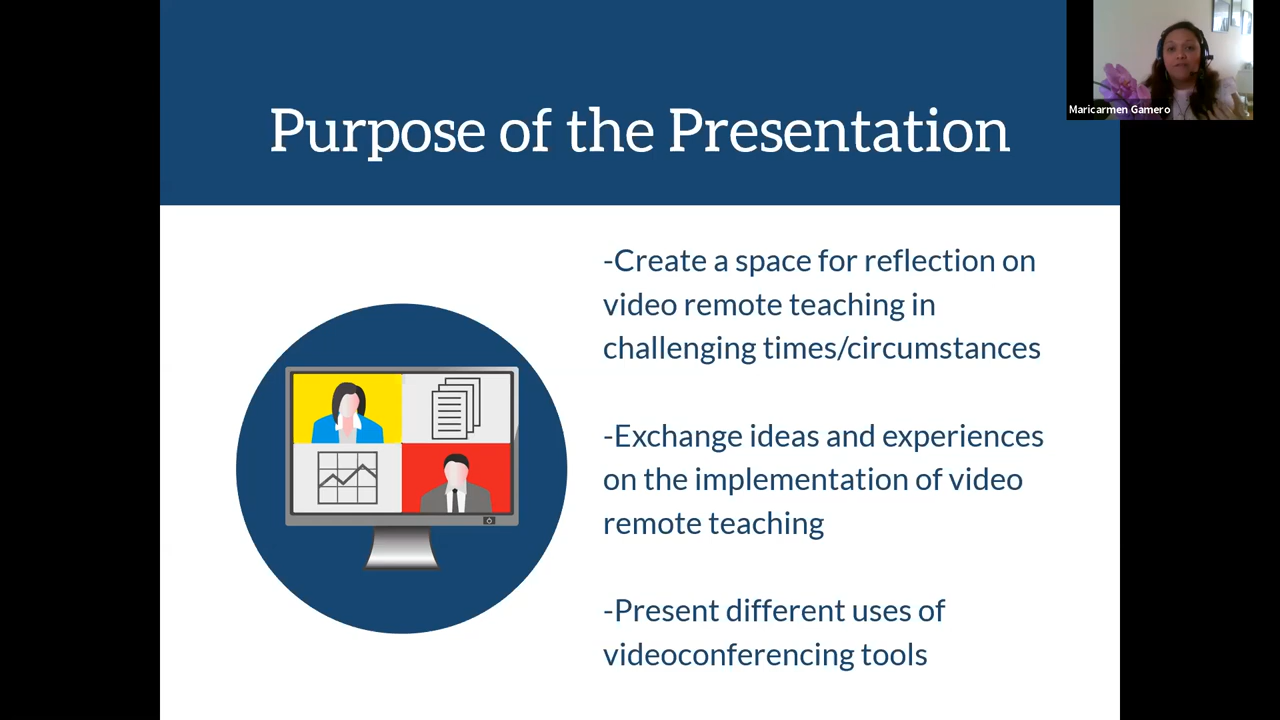 Maricarmen Gamero
Purpose of the Presentation
-Create a space for reflection on
video remote teaching in
challenging times/circumstances
-Exchange ideas and experiences
on the implementation of video
remote teaching
-Present different uses of
videoconferencing tools